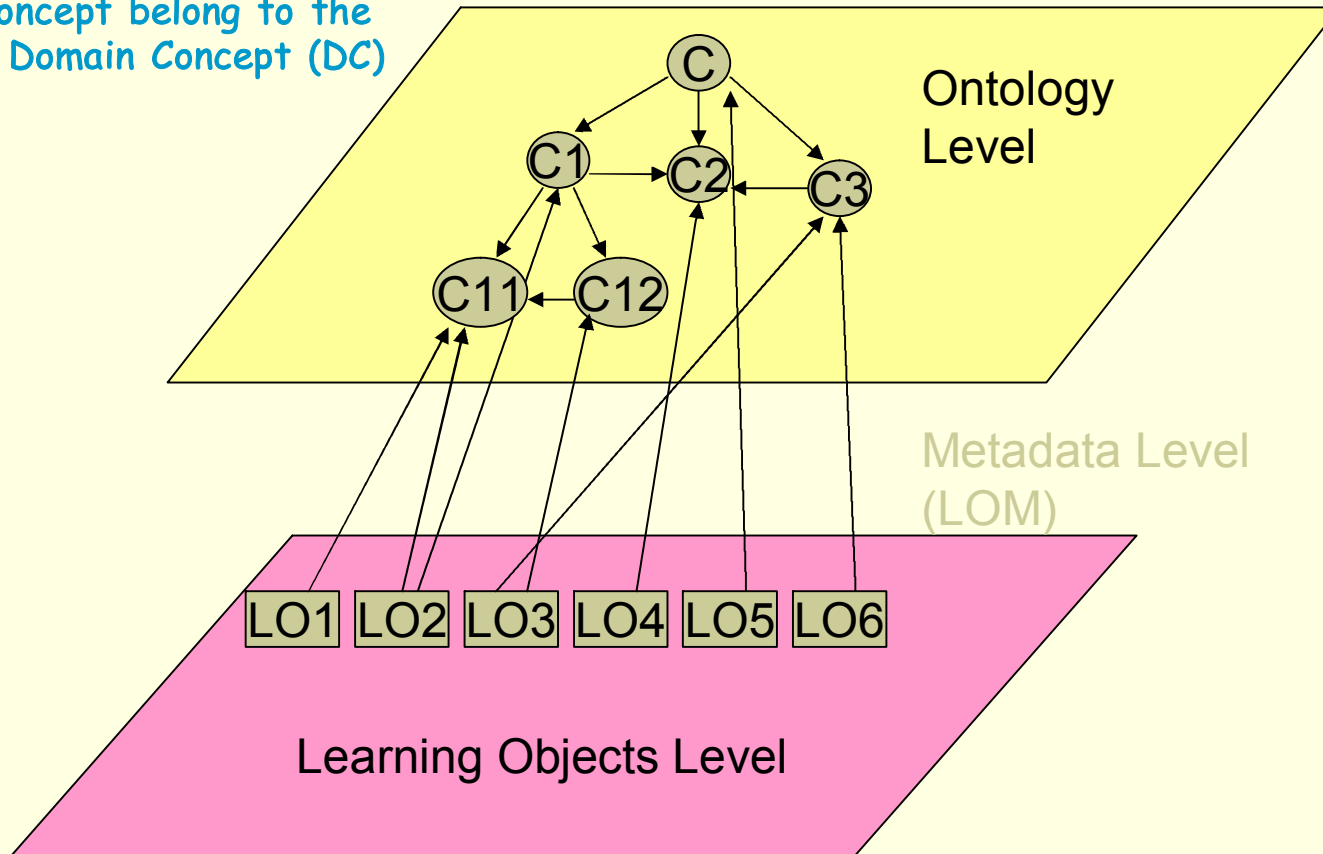 oncept belong to the
Domain Concept (DC)
C
Ontology
Level
C1
C2
C3
C11
C12
Metadata Level
(LOM)
LO1
LO2
LO3
LO4
LO5
LO6
Learning Objects Level